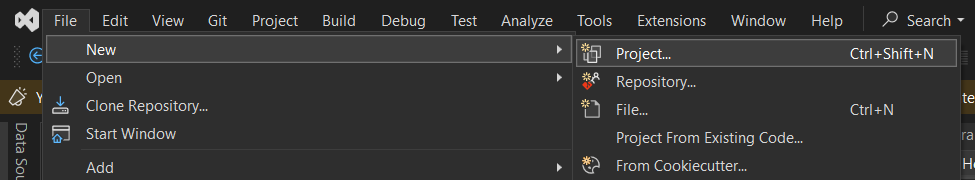 File Edit View Git Project Build Debug Test Analyze Tools Extensions Window Help Search
New Project... Ctrl+Shift+N
Open Repository...
Clone Repository... File... Ctrl+N
Start Window Project From Existing Code...
Add From Cookiecutter...
Data Sou